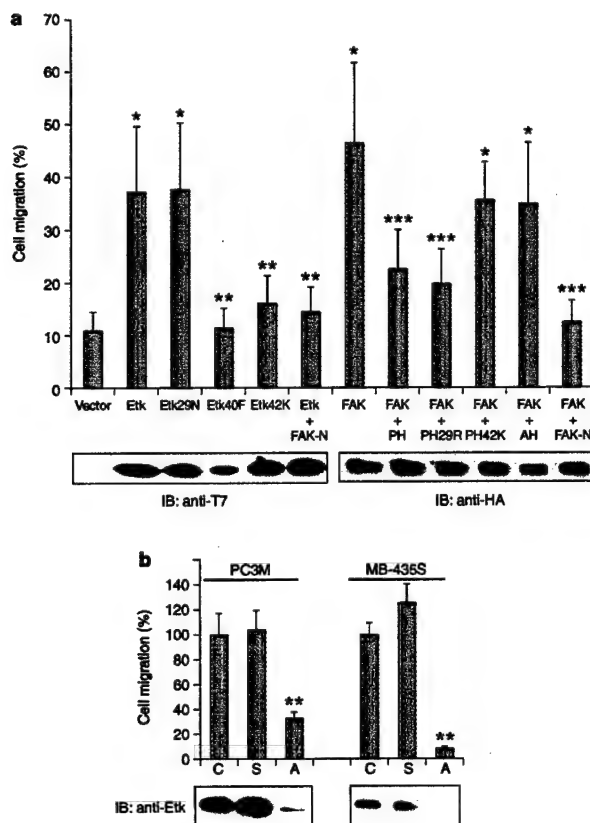 a
70
60
50
40
30
20
10
0
Cell migration (%)
* * ** ** ** * *** *** * * ***
Vector Etk Etk29N Etk40F Etk42K Etk + FAK-N FAK FAK + PH FAK + PH29R FAK + PH42K FAK + AH FAK + FAK-N
IB: anti-T7 IB: anti-HA
b
PC3M MB-435S
140
120
100
80
60
40
20
0
Cell migration (%)
** **
C S A C S A
IB: anti-Etk